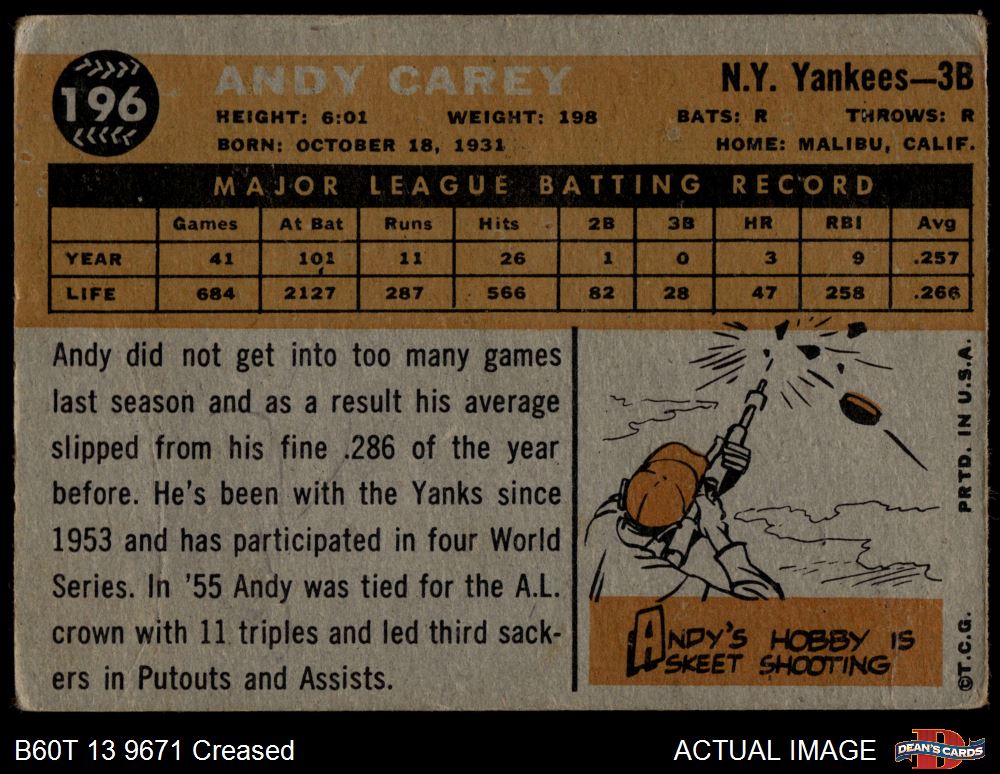 196
ANDY CAREY
N.Y. Yankees—3B
HEIGHT: 6:01 WEIGHT: 198 BATS: R THROWS: R
BORN: OCTOBER 18, 1931 HOME: MALIBU, CALIF.
MAJOR LEAGUE BATTING RECORD
Games At Bat Runs Hits 2B 3B HR RBI Avg
YEAR 41 101 11 26 1 0 3 9 .257
LIFE 684 2127 287 566 82 28 47 258 .266
Andy did not get into too many games
last season and as a result his average
slipped from his fine .286 of the year
before. He's been with the Yanks since
1953 and has participated in four World
Series. In '55 Andy was tied for the A.L.
crown with 11 triples and led third sack-
ers in Putouts and Assists.
ANDY'S HOBBY IS
SKEET SHOOTING
©T.C.G. PRTD. IN U.S.A.
B60T 13 9671 Creased
ACTUAL IMAGE
D
DEAN'S CARDS